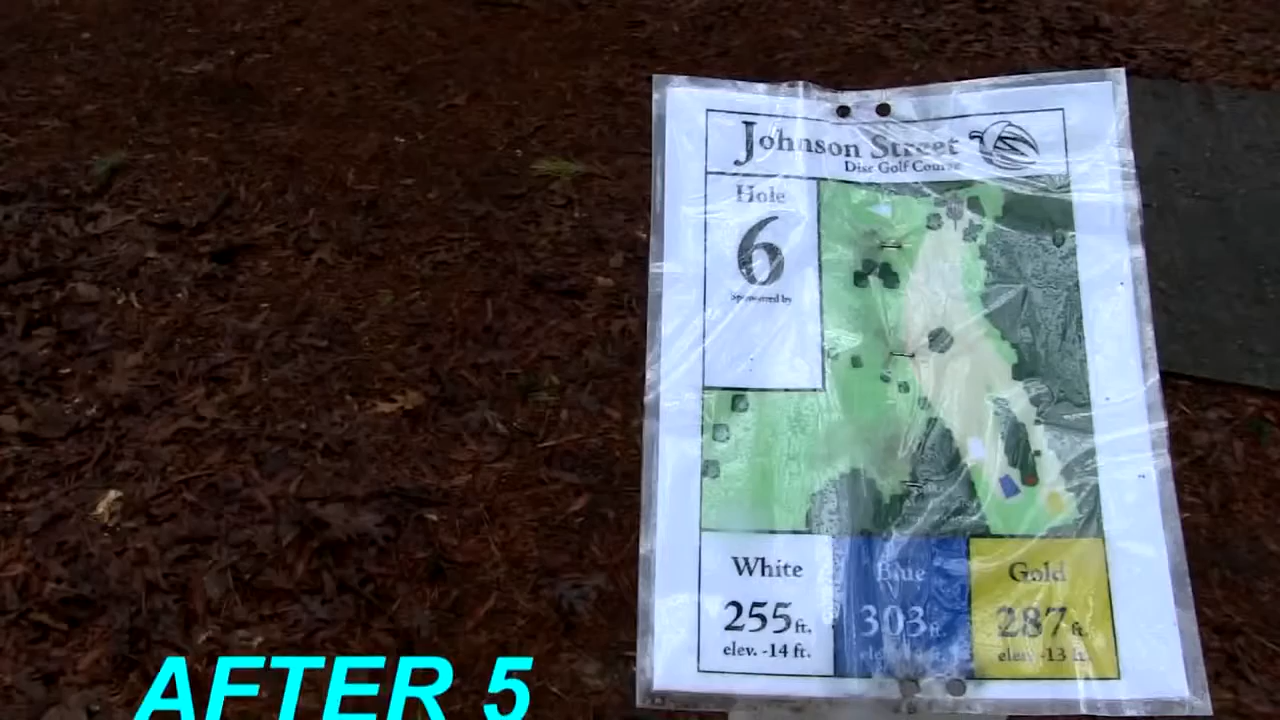 Johnson Street
Disc Golf Course
Hole
6
Sponsored by
White
255 ft.
elev. -14 ft.
Blue
303 ft.
Gold
287 ft.
elev. -13 ft.
AFTER 5